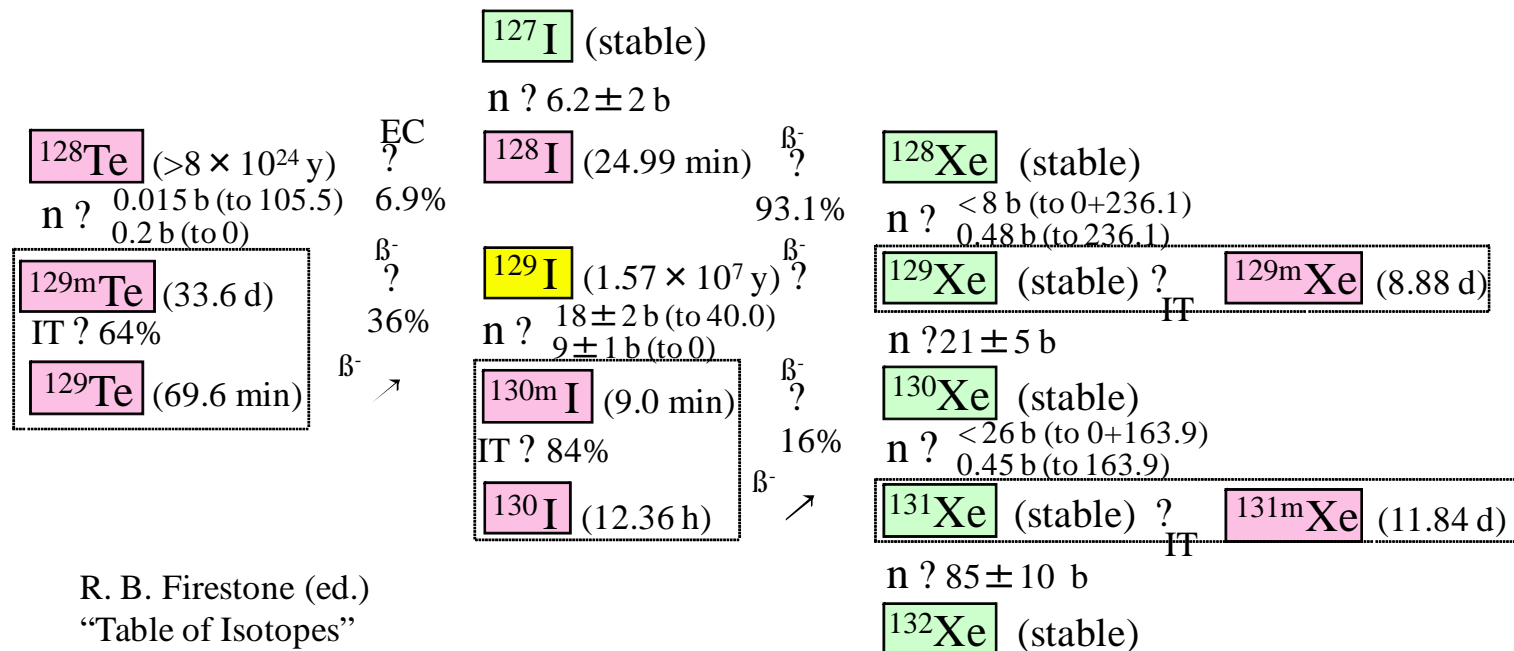 127I (stable)
n ? 6.2±2 b
128Te (>8×10^24 y)
EC
?
6.9%
128I (24.99 min)
ß-
?
93.1%
128Xe (stable)
n ? 0.015 b (to 105.5)
0.2 b (to 0)
n ? <8 b (to 0+236.1)
0.48 b (to 236.1)
129mTe (33.6 d)
ß-
?
36%
129I (1.57×10^7 y)
ß-
?
129Xe (stable) ?
IT
129mXe (8.88 d)
IT ? 64%
n ? 18±2 b (to 40.0)
9±1 b (to 0)
n ?21±5 b
129Te (69.6 min)
ß- ↗
130mI (9.0 min)
ß-
?
16%
130Xe (stable)
IT ? 84%
n ? <26 b (to 0+163.9)
0.45 b (to 163.9)
130I (12.36 h)
ß- ↗
131Xe (stable) ?
IT
131mXe (11.84 d)
n ? 85±10 b
132Xe (stable)
R. B. Firestone (ed.)
“Table of Isotopes”